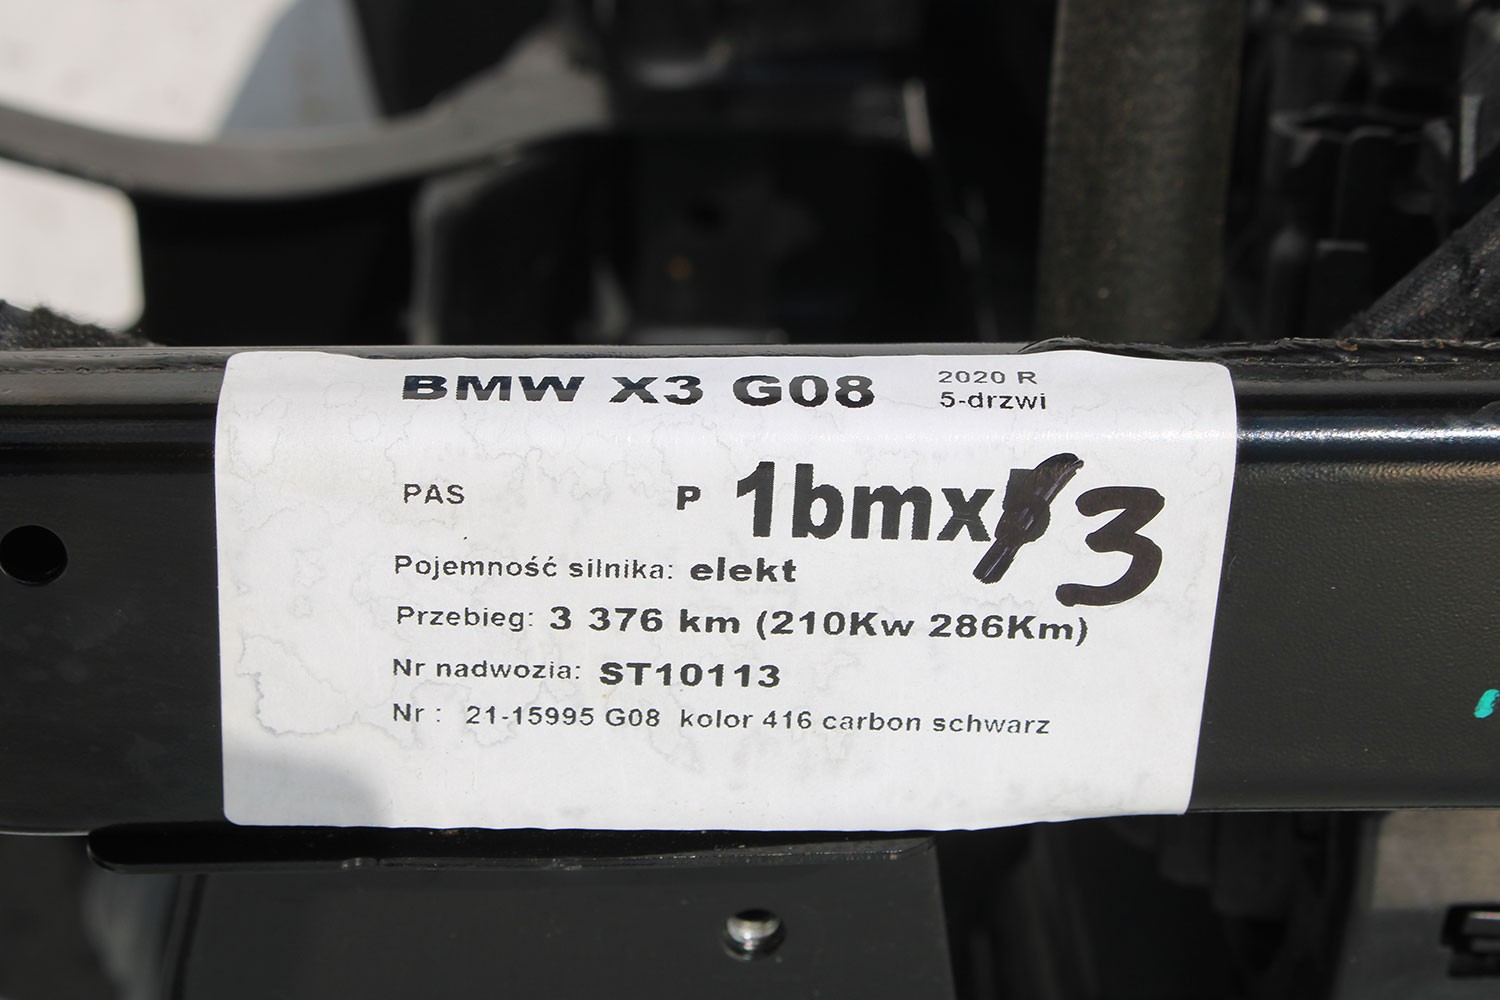 BMW X3 G08 2020 R
5-drzwi
PAS P 1bmx 3
Pojemność silnika: elekt
Przebieg: 3 376 km (210Kw 286Km)
Nr nadwozia: ST10113
Nr : 21-15995 G08 kolor 416 carbon schwarz